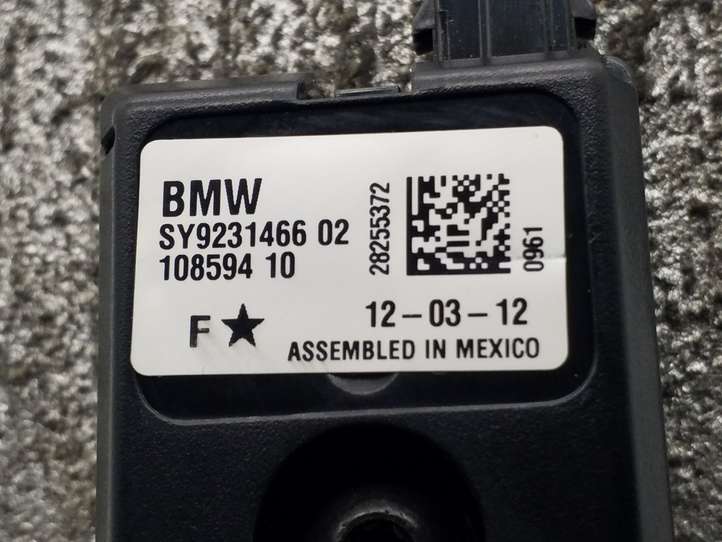 BMW
SY9231466 02
108594 10
28255372
0961
F★
12-03-12
ASSEMBLED IN MEXICO